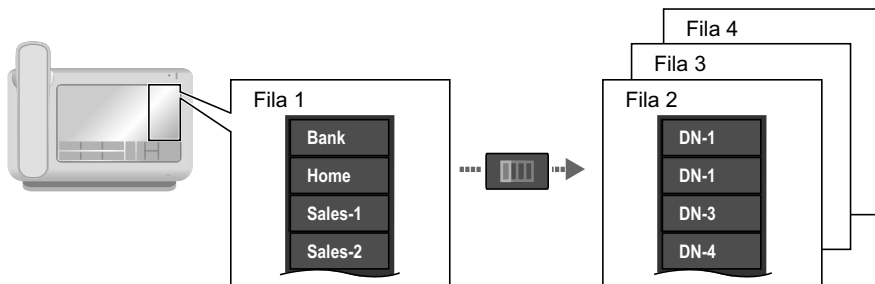 Fila 1
Bank
Home
Sales-1
Sales-2
Fila 4
Fila 3
Fila 2
DN-1
DN-1
DN-3
DN-4